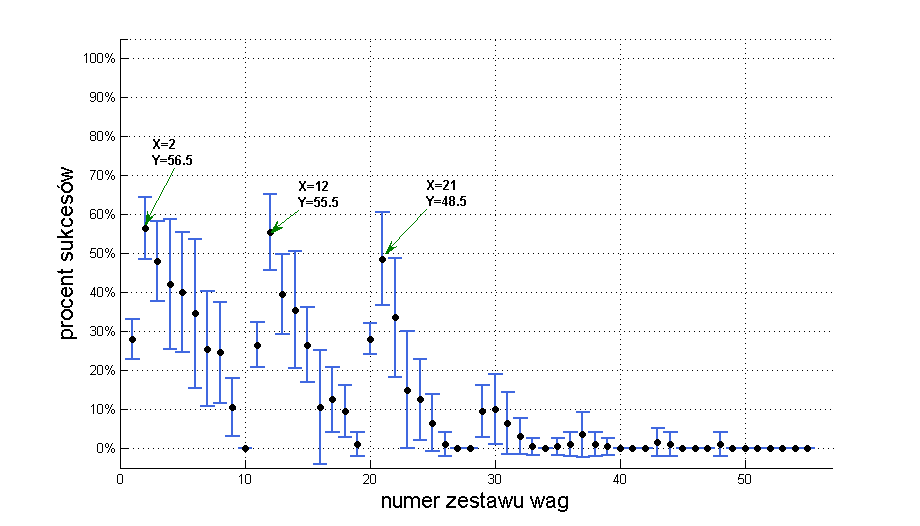 100%
90%
80%
X=2
Y=56.5
70%
X=12
Y=55.5
X=21
Y=48.5
60%
50%
40%
30%
20%
10%
0%
procent sukcesów
0 10 20 30 40 50
numer zestawu wag